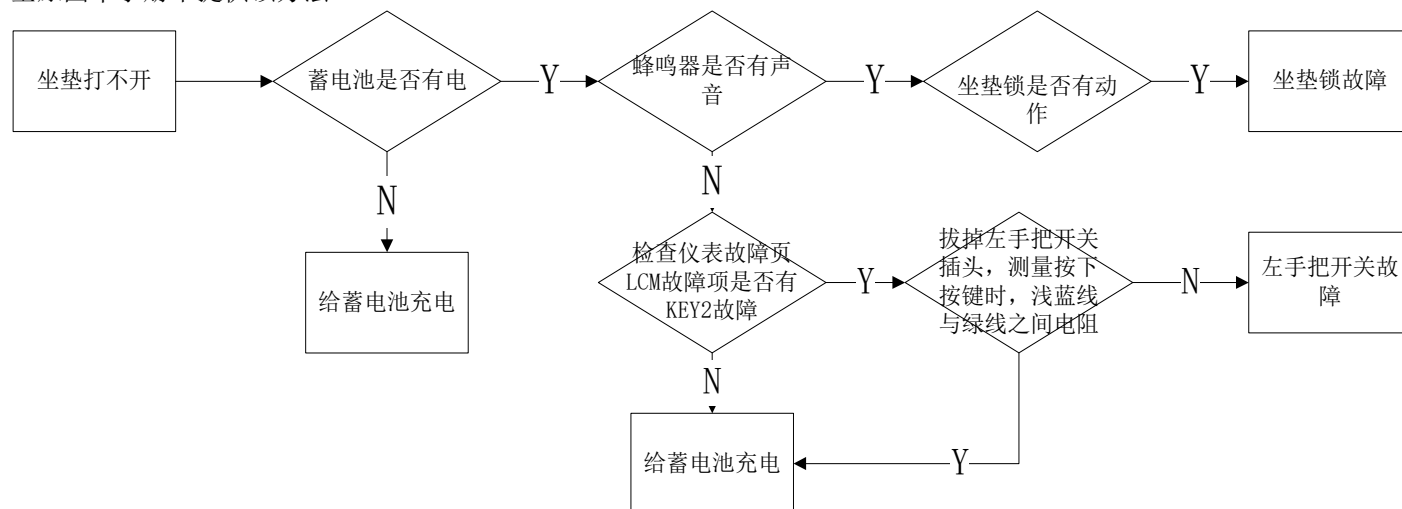 坐垫打不开
蓄电池是否有电
Y
蜂鸣器是否有声
音
Y
坐垫锁是否有动
作
Y
坐垫锁故障
N
N
给蓄电池充电
检查仪表故障页
LCM故障项是否有
KEY2故障
Y
拔掉左手把开关
插头，测量按下
按键时，浅蓝线
与绿线之间电阻
N
左手把开关故
障
N
给蓄电池充电
Y